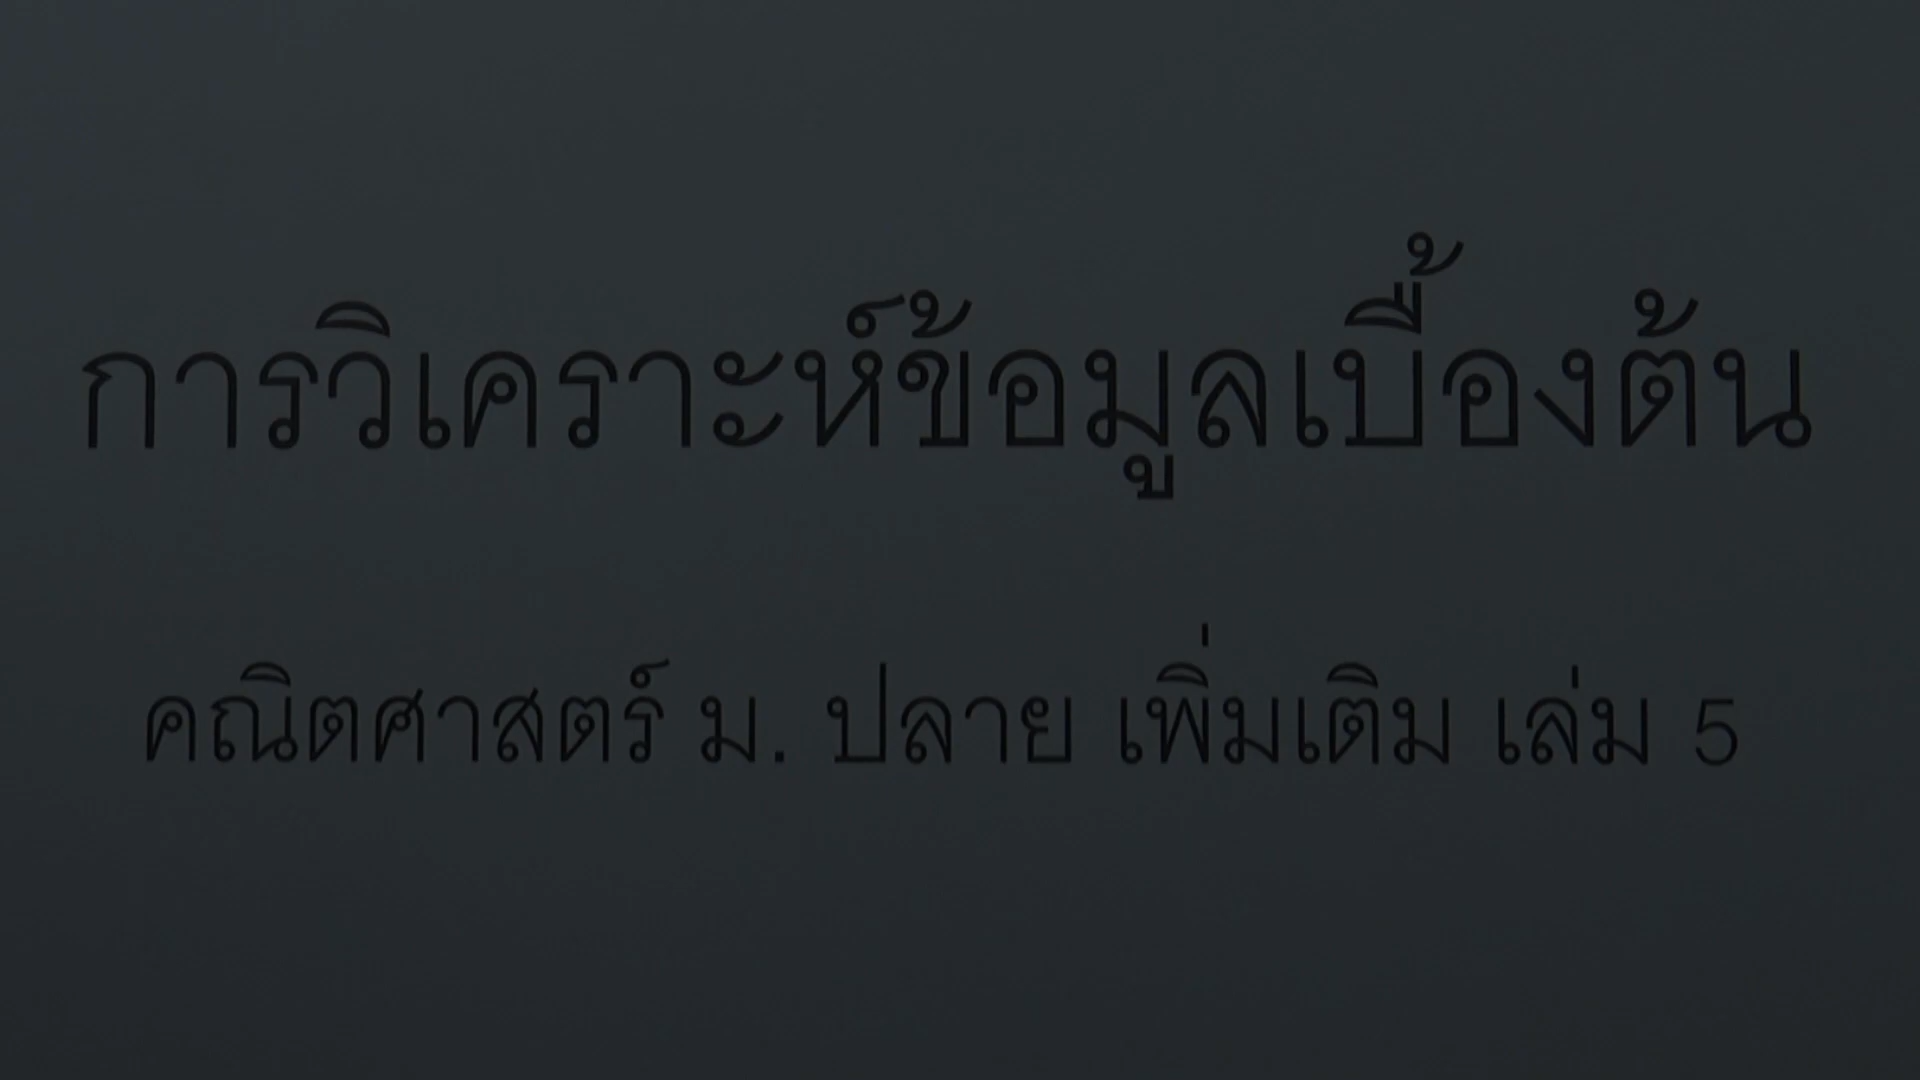 การวิเคราะห์ข้อมูลเบื้องต้น
คณิตศาสตร์ ม. ปลาย เพิ่มเติม เล่ม 5